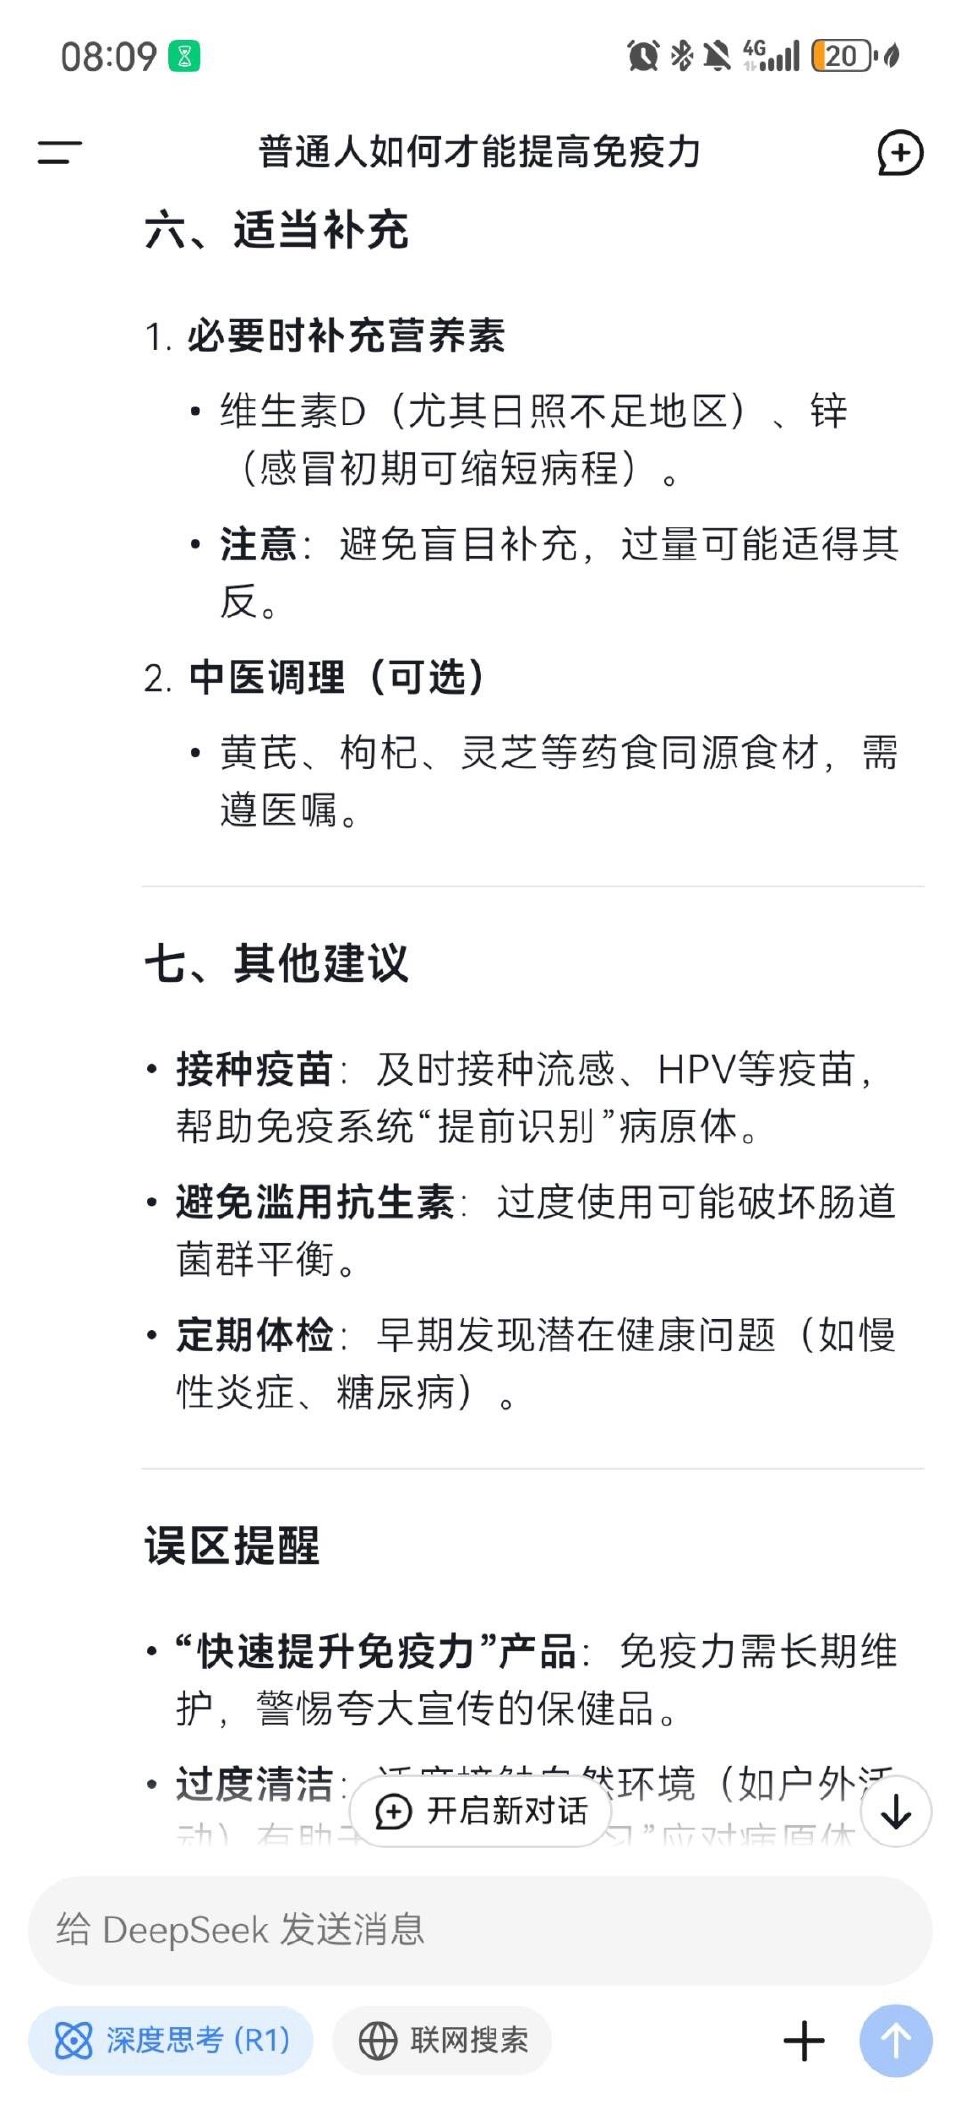 08:09
4G
20
普通人如何才能提高免疫力
六、适当补充
1. 必要时补充营养素
• 维生素D（尤其日照不足地区）、锌
（感冒初期可缩短病程）。
• 注意：避免盲目补充，过量可能适得其
反。
2. 中医调理（可选）
• 黄芪、枸杞、灵芝等药食同源食材，需
遵医嘱。
七、其他建议
• 接种疫苗：及时接种流感、HPV等疫苗，
帮助免疫系统“提前识别”病原体。
• 避免滥用抗生素：过度使用可能破坏肠道
菌群平衡。
• 定期体检：早期发现潜在健康问题（如慢
性炎症、糖尿病）。
误区提醒
• “快速提升免疫力”产品：免疫力需长期维
护，警惕夸大宣传的保健品。
• 过度清洁：适度接触自然环境（如户外活
动）有助于 习”应对病原体
开启新对话
给 DeepSeek 发送消息
深度思考 (R1)
联网搜索